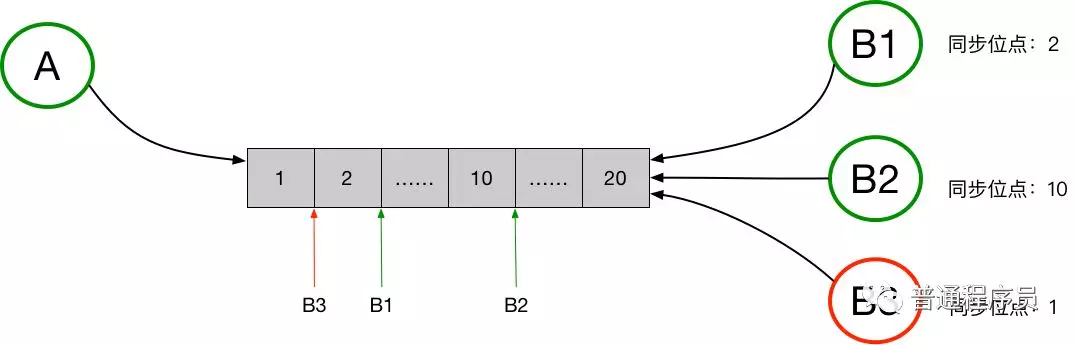 A
B1
同步位点：2
1
2
......
10
......
20
B2
同步位点：10
B3
B1
B2
B3
普通程序员
同步位点：1